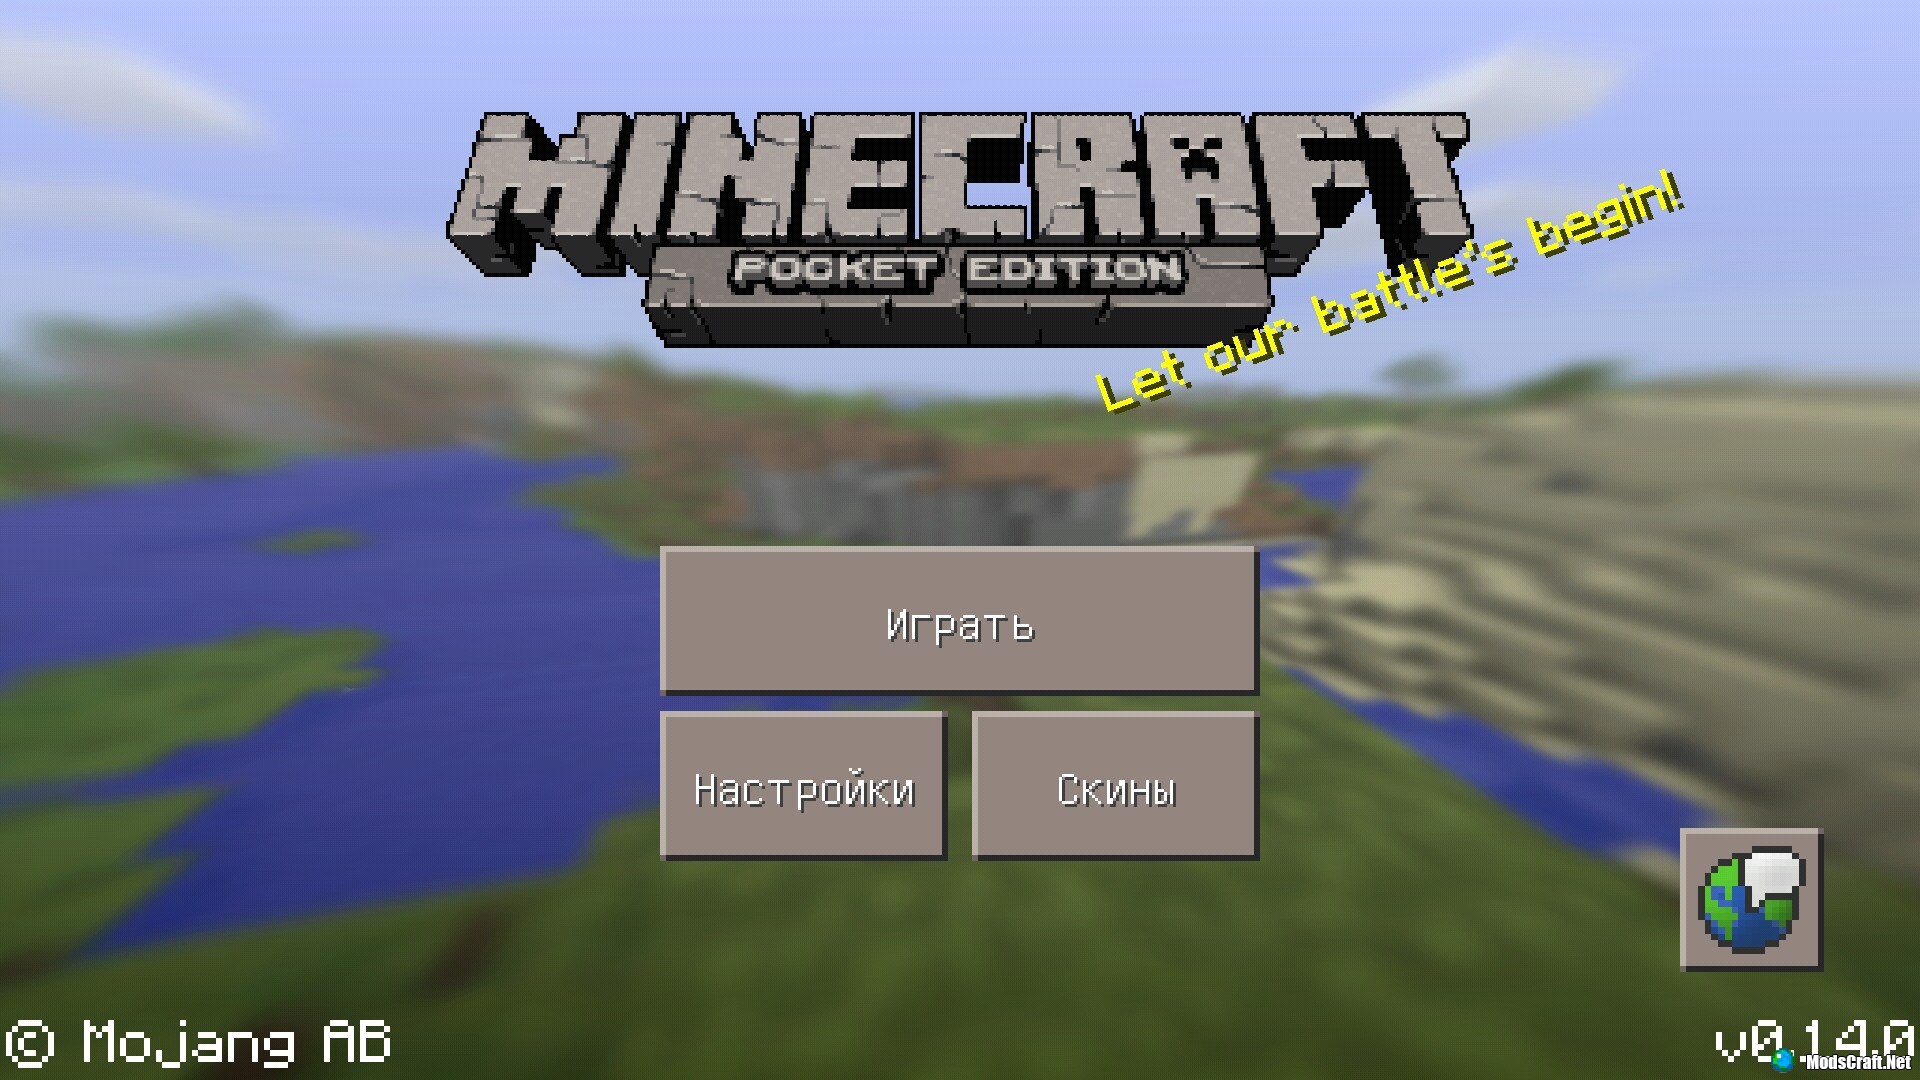 MINECRAFT
POCKET EDITION
Let our battle's begin!
Играть
Настройки
Скины
© Mojang AB
v0.14.0
ModsCraft.Net